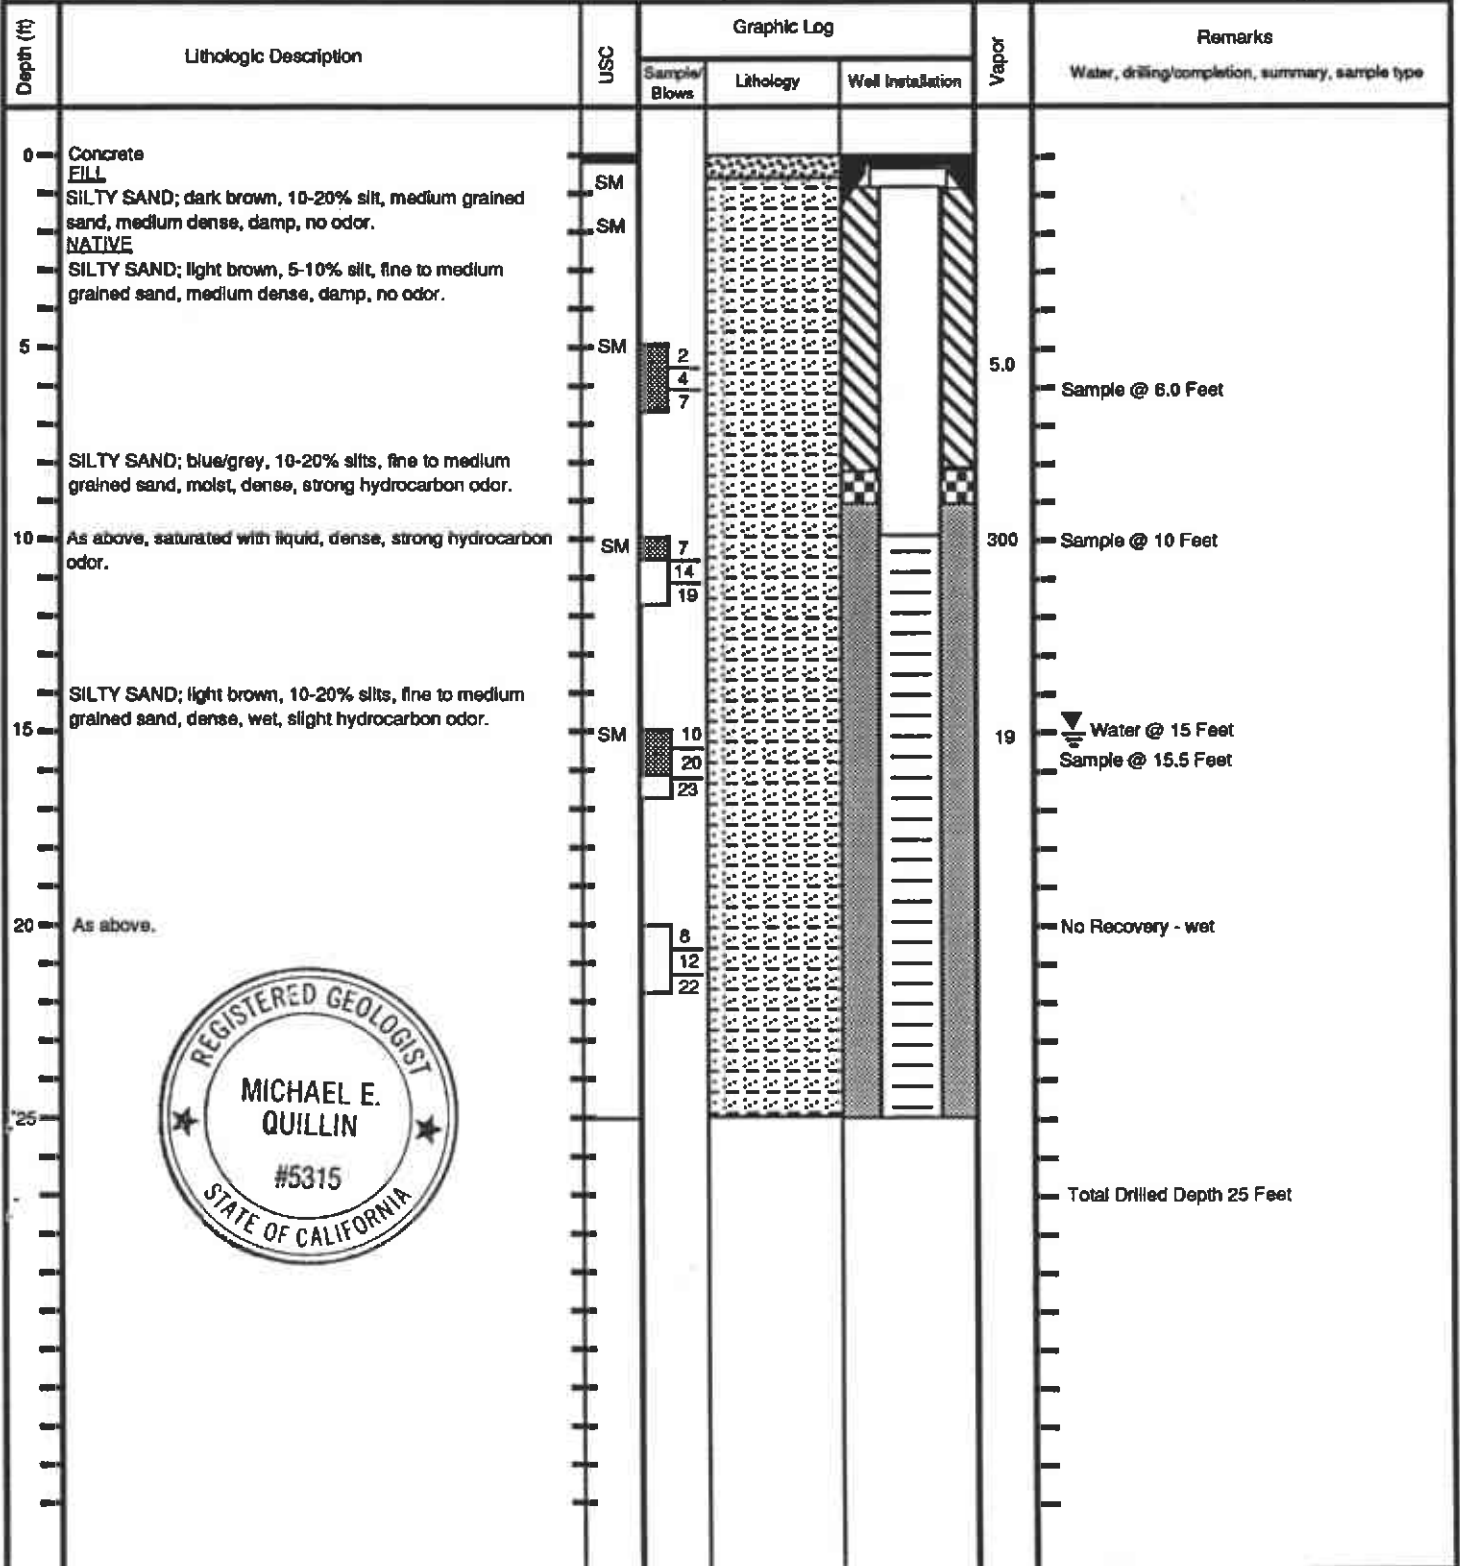 Depth (ft)
Lithologic Description
USC
Graphic Log
Sample/
Blows
Lithology
Well Installation
Vapor
Remarks
Water, drilling/completion, summary, sample type
0
Concrete
FILL
SM
SILTY SAND; dark brown, 10-20% silt, medium grained
sand, medium dense, damp, no odor.
SM
NATIVE
SILTY SAND; light brown, 5-10% silt, fine to medium
grained sand, medium dense, damp, no odor.
5
SM
2
4
7
5.0
Sample @ 6.0 Feet
SILTY SAND; blue/grey, 10-20% silts, fine to medium
grained sand, moist, dense, strong hydrocarbon odor.
10
As above, saturated with liquid, dense, strong hydrocarbon
odor.
SM
7
14
19
300
Sample @ 10 Feet
SILTY SAND; light brown, 10-20% silts, fine to medium
grained sand, dense, wet, slight hydrocarbon odor.
15
SM
10
20
23
19
Water @ 15 Feet
Sample @ 15.5 Feet
20
As above.
8
12
22
No Recovery - wet
REGISTERED GEOLOGIST
MICHAEL E.
QUILLIN
#5315
STATE OF CALIFORNIA
25
Total Drilled Depth 25 Feet